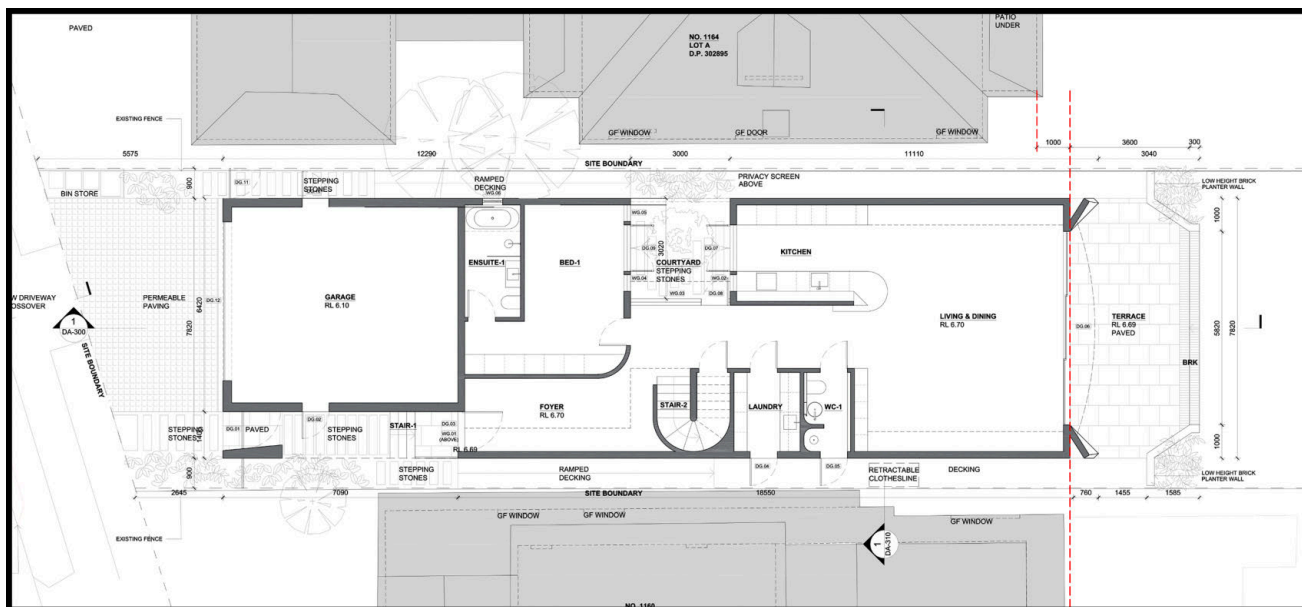 PAVED
NO. 1164
LOT A
D.P. 302895
PATIO
UNDER
EXISTING FENCE
GF WINDOW
GF DOOR
GF WINDOW
5575
12290
3000
11110
1000
3600
300
3040
SITE BOUNDARY
BIN STORE
900
DG.11
STEPPING
STONES
RAMPED
DECKING
WG.06
PRIVACY SCREEN
ABOVE
LOW HEIGHT BRICK
PLANTER WALL
WG.05
1000
ENSUITE-1
BED-1
DG.09
3020
DG.07
COURTYARD
STEPPING
STONES
WG.04
WG.02
WG.03
DG.08
KITCHEN
W DRIVEWAY
OSSOVER
PERMEABLE
PAVING
DG.12
6420
7820
GARAGE
RL 6.10
LIVING & DINING
RL 6.70
DG.06
TERRACE
RL 6.69
PAVED
5820
7820
BRK
1
DA-300
SITE BOUNDARY
FOYER
RL 6.70
STAIR-2
LAUNDRY
WC-1
STEPPING
STONES
1400
DG.01
PAVED
DG.02
STEPPING
STONES
STAIR-1
DG.03
WG.01
(ABOVE)
RL 6.69
1000
900
STEPPING
STONES
RAMPED
DECKING
DG.04
DG.05
RETRACTABLE
CLOTHESLINE
DECKING
LOW HEIGHT BRICK
PLANTER WALL
2645
7090
SITE BOUNDARY
16550
760
1455
1585
GF WINDOW
GF WINDOW
GF WINDOW
EXISTING FENCE
1
DA-310
NO. 1160